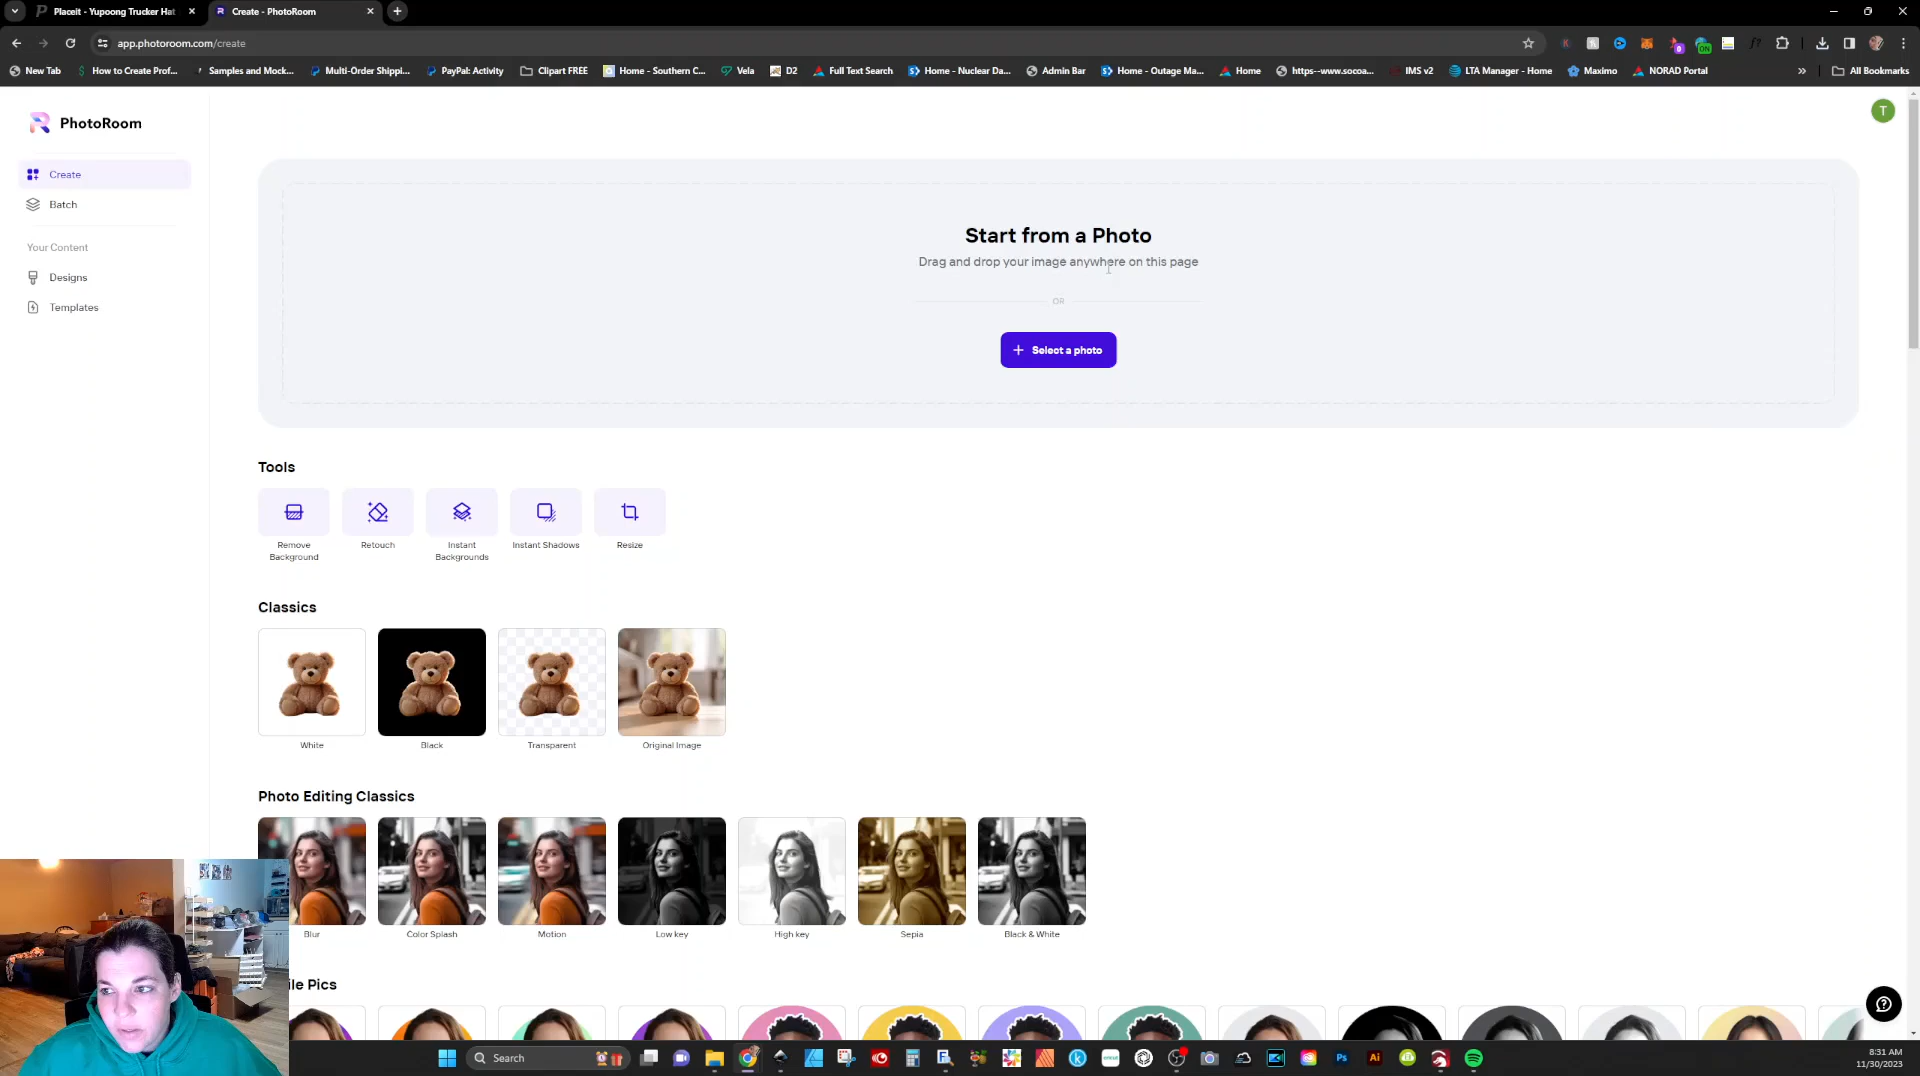 Placeit - Yupoong Trucker Hat
Create - PhotoRoom
app.photoroom.com/create
New Tab
How to Create Prof...
Samples and Mock...
Multi-Order Shippi...
PayPal: Activity
Clipart FREE
Home - Southern C...
Vela
D2
Full Text Search
Home - Nuclear Da...
Admin Bar
Home - Outage Ma...
Home
https--www.socoa...
IMS v2
LTA Manager - Home
Maximo
NORAD Portal
All Bookmarks
PhotoRoom
T
Create
Batch
Your Content
Designs
Templates
Start from a Photo
Drag and drop your image anywhere on this page
OR
+ Select a photo
Tools
Remove
Background
Retouch
Instant
Backgrounds
Instant Shadows
Resize
Classics
White
Black
Transparent
Original Image
Photo Editing Classics
Blur
Color Splash
Motion
Low key
High key
Sepia
Black & White
ile Pics
Search
Ps
Ai
8:31 AM
11/30/2023